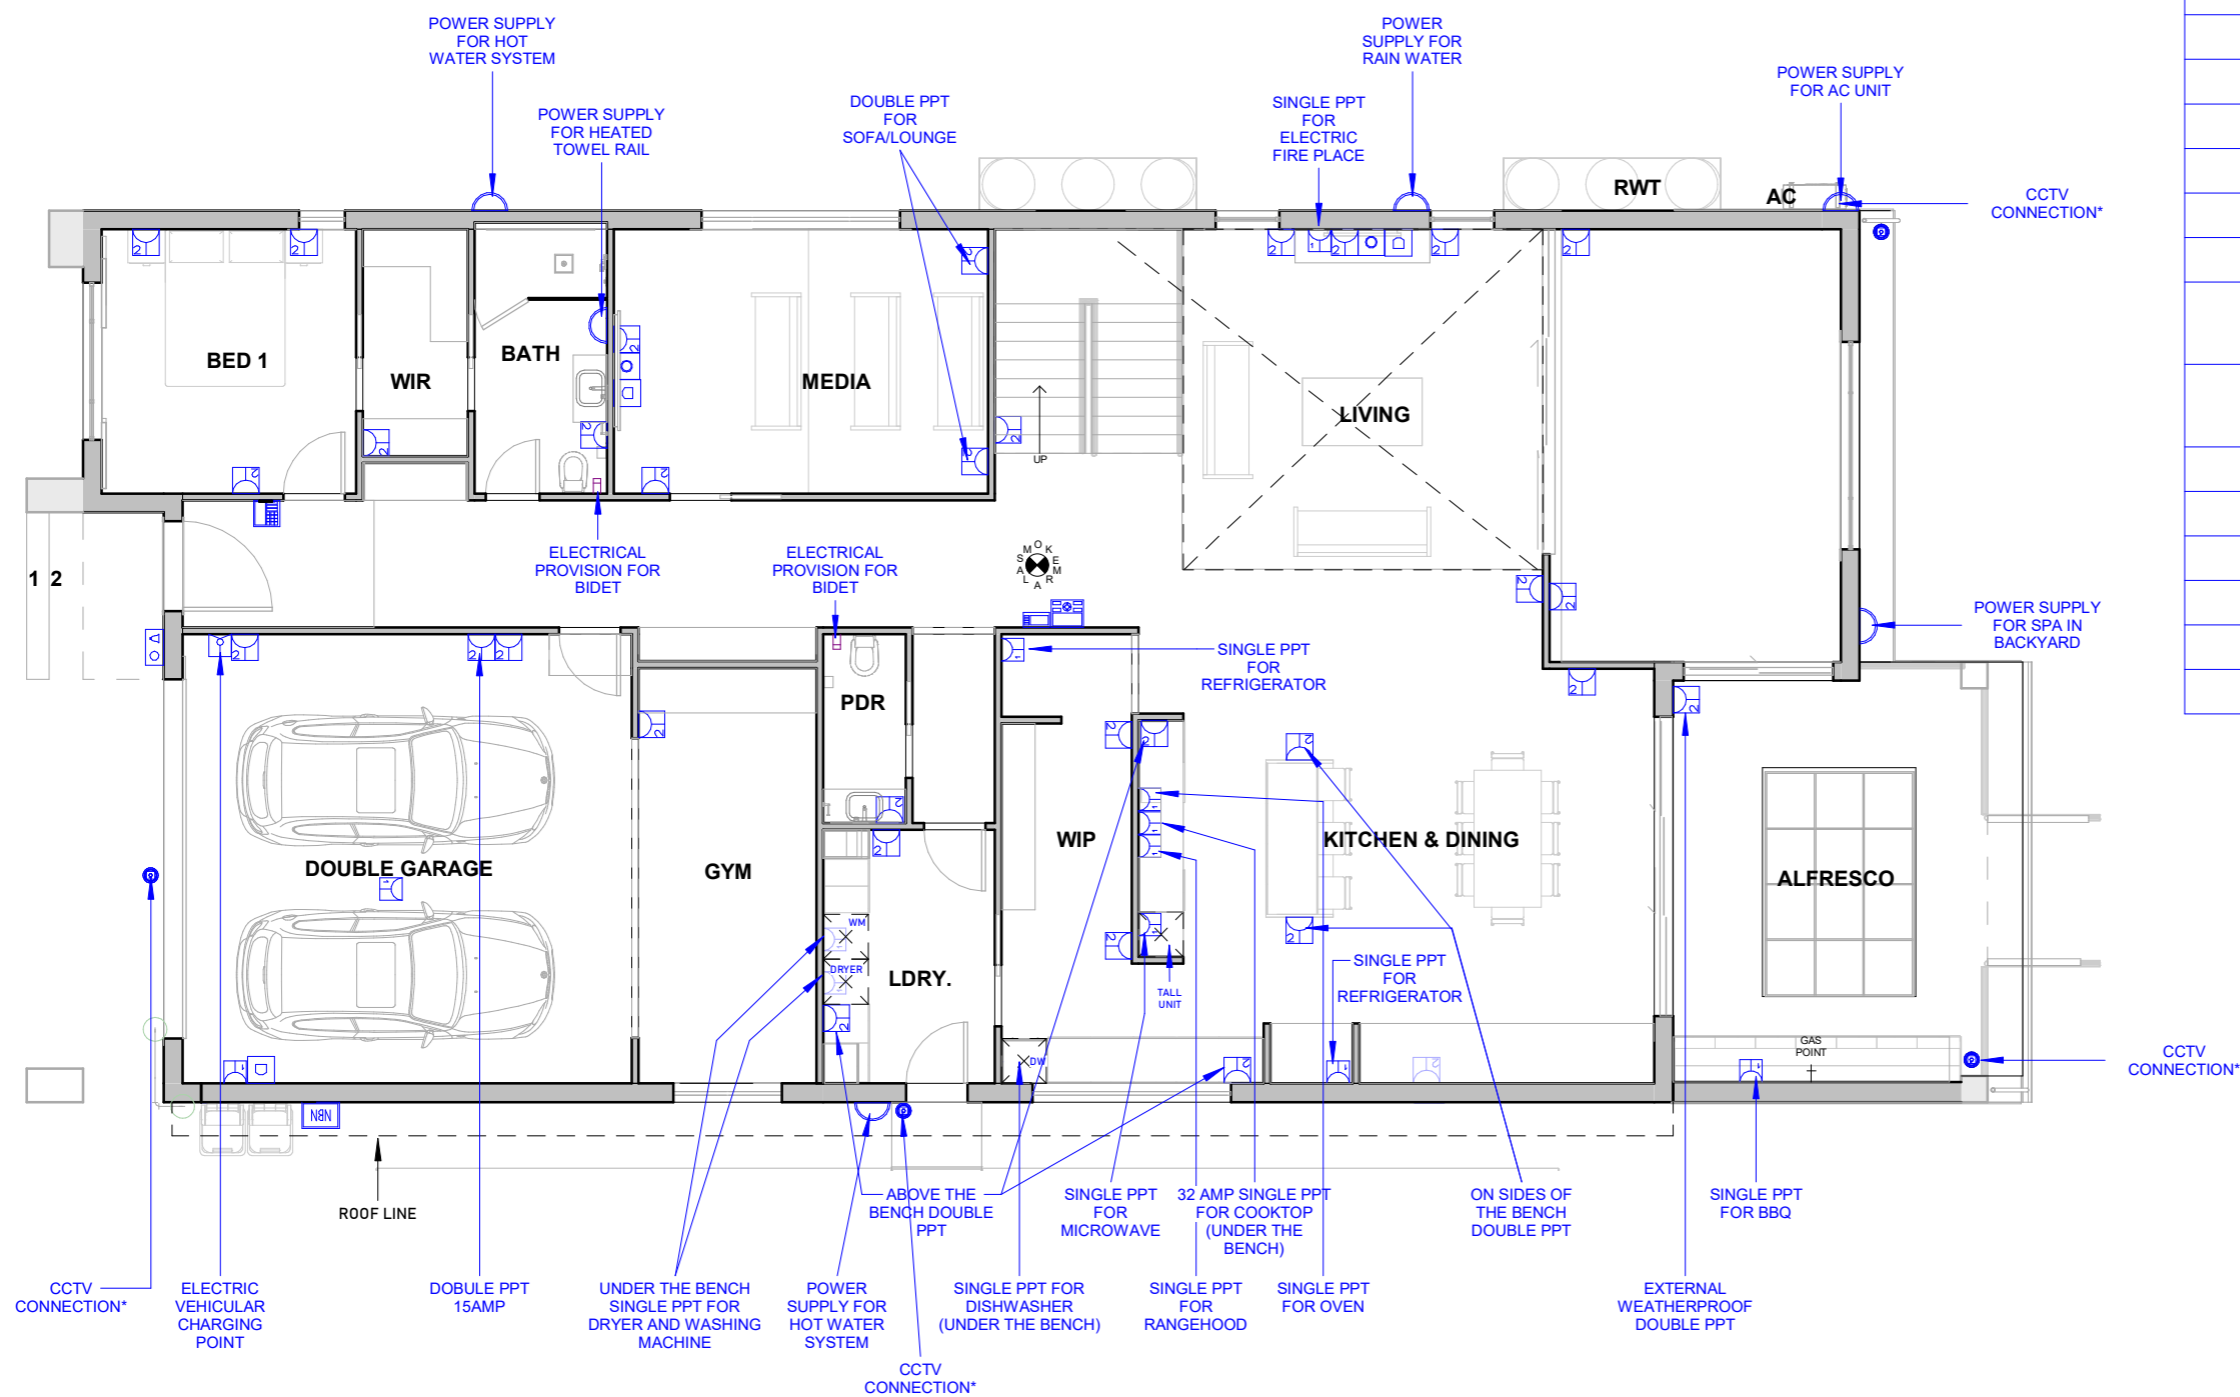 POWER SUPPLY
FOR HOT
WATER SYSTEM
POWER SUPPLY
FOR HEATED
TOWEL RAIL
DOUBLE PPT
FOR
SOFA/LOUNGE
SINGLE PPT
FOR
ELECTRIC
FIRE PLACE
POWER
SUPPLY FOR
RAIN WATER
POWER SUPPLY
FOR AC UNIT
RWT
AC
CCTV
CONNECTION*
BED 1
WIR
BATH
MEDIA
UP
LIVING
1 2
ELECTRICAL
PROVISION FOR
BIDET
ELECTRICAL
PROVISION FOR
BIDET
SMOKE
ALARM
POWER SUPPLY
FOR SPA IN
BACKYARD
SINGLE PPT
FOR
REFRIGERATOR
PDR
DOUBLE GARAGE
GYM
WIP
KITCHEN & DINING
ALFRESCO
WM
DRYER
LDRY.
TALL
UNIT
SINGLE PPT
FOR
REFRIGERATOR
DW
GAS
POINT
CCTV
CONNECTION*
NBN
ROOF LINE
ABOVE THE
BENCH DOUBLE
PPT
SINGLE PPT
FOR
MICROWAVE
32 AMP SINGLE PPT
FOR COOKTOP
(UNDER THE
BENCH)
ON SIDES OF
THE BENCH
DOUBLE PPT
SINGLE PPT
FOR BBQ
CCTV
CONNECTION*
ELECTRIC
VEHICULAR
CHARGING
POINT
DOBULE PPT
15AMP
UNDER THE BENCH
SINGLE PPT FOR
DRYER AND WASHING
MACHINE
POWER
SUPPLY FOR
HOT WATER
SYSTEM
SINGLE PPT FOR
DISHWASHER
(UNDER THE BENCH)
SINGLE PPT
FOR
RANGEHOOD
SINGLE PPT
FOR OVEN
EXTERNAL
WEATHERPROOF
DOUBLE PPT
CCTV
CONNECTION*